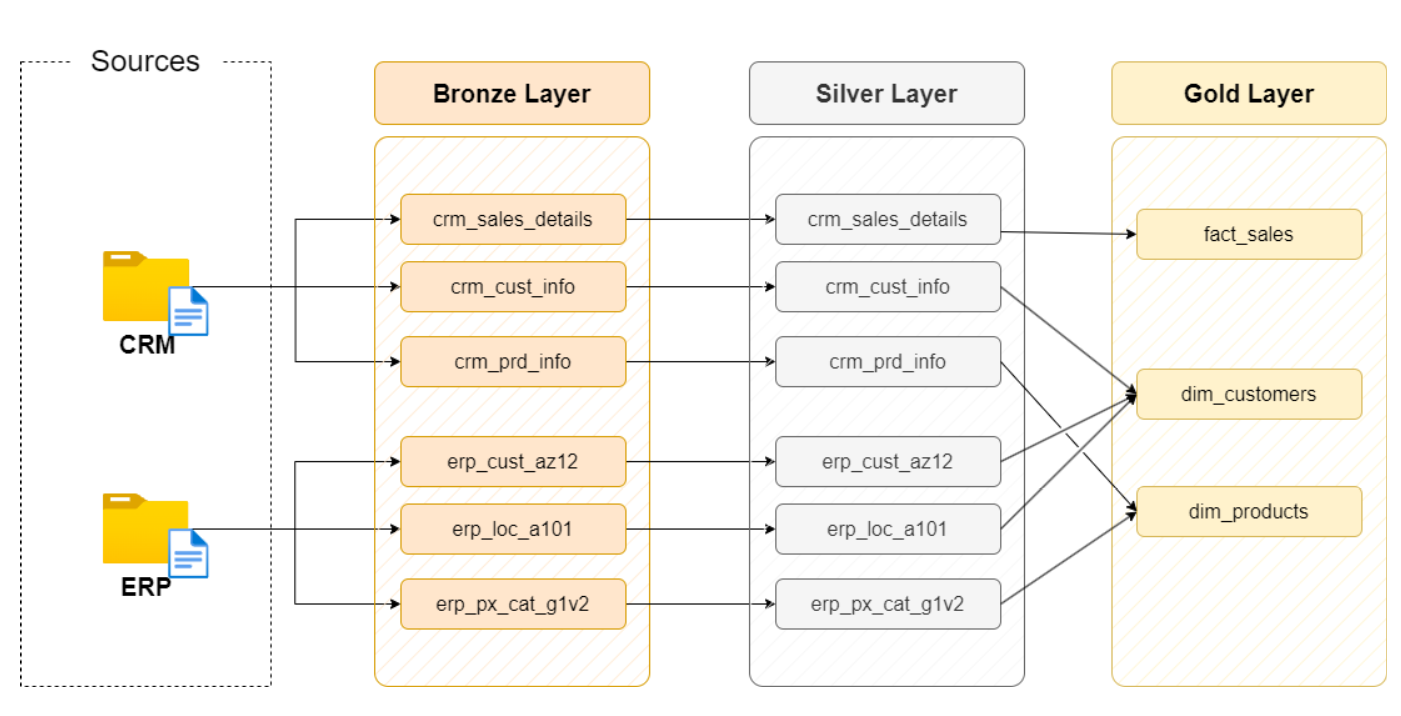 Sources
Bronze Layer
Silver Layer
Gold Layer
crm_sales_details
crm_sales_details
fact_sales
crm_cust_info
crm_cust_info
CRM
crm_prd_info
crm_prd_info
dim_customers
erp_cust_az12
erp_cust_az12
dim_products
erp_loc_a101
erp_loc_a101
ERP
erp_px_cat_g1v2
erp_px_cat_g1v2